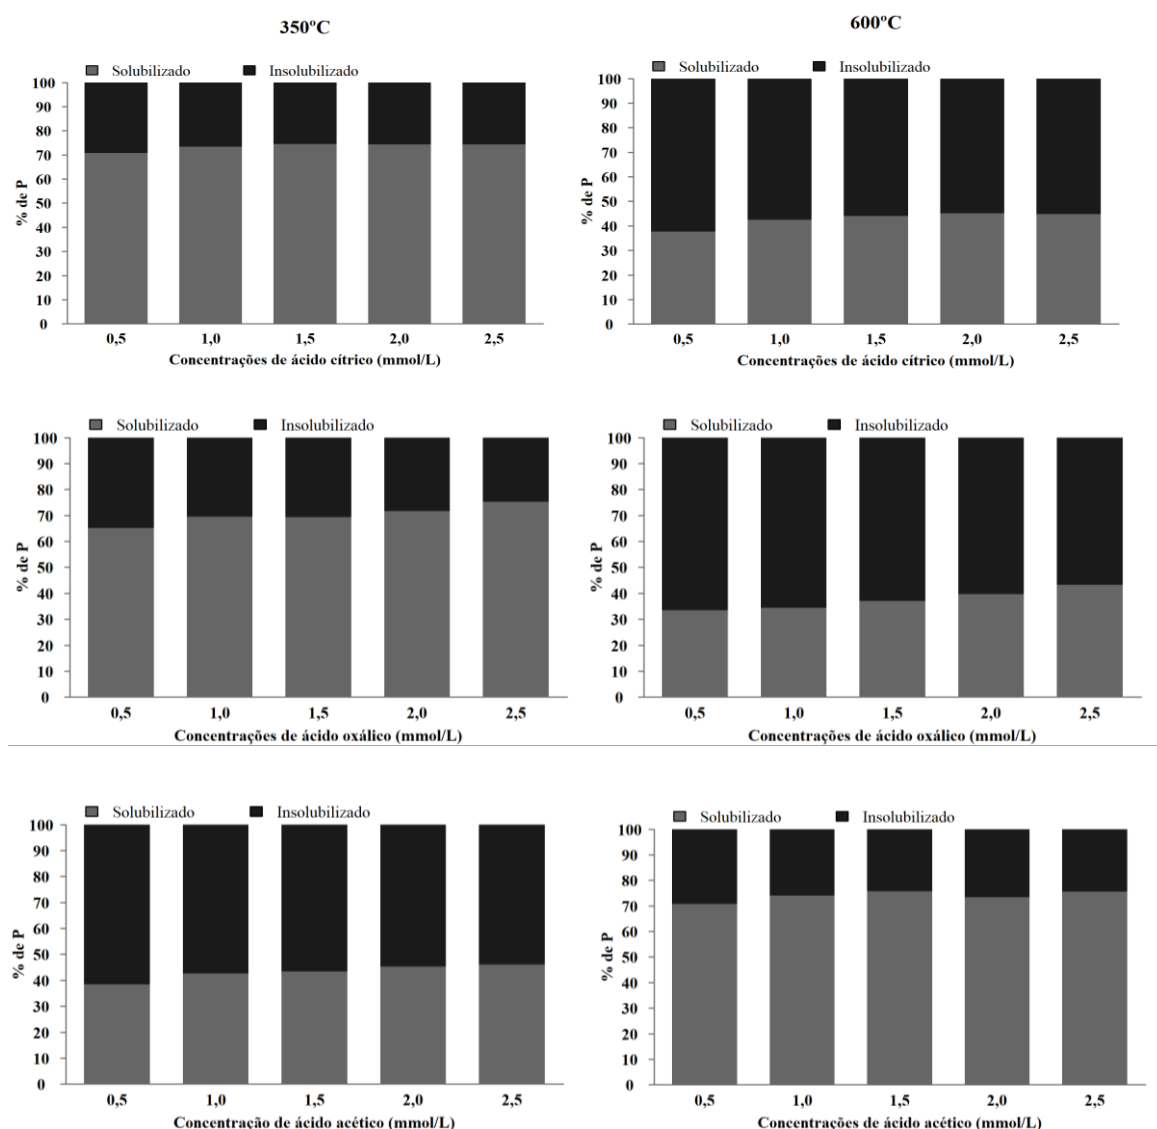 350ºC
600ºC
Solubilizado Insolubilizado
% de P
100
90
80
70
60
50
40
30
20
10
0
0,5 1,0 1,5 2,0 2,5
Concentrações de ácido cítrico (mmol/L)
Solubilizado Insolubilizado
% de P
100
90
80
70
60
50
40
30
20
10
0
0,5 1,0 1,5 2,0 2,5
Concentrações de ácido cítrico (mmol/L)
Solubilizado Insolubilizado
% de P
100
90
80
70
60
50
40
30
20
10
0
0,5 1,0 1,5 2,0 2,5
Concentrações de ácido oxálico (mmol/L)
Solubilizado Insolubilizado
% de P
100
90
80
70
60
50
40
30
20
10
0
0,5 1,0 1,5 2,0 2,5
Concentrações de ácido oxálico (mmol/L)
Solubilizado Insolubilizado
% de P
100
90
80
70
60
50
40
30
20
10
0
0,5 1,0 1,5 2,0 2,5
Concentração de ácido acético (mmol/L)
Solubilizado Insolubilizado
% de P
100
90
80
70
60
50
40
30
20
10
0
0,5 1,0 1,5 2,0 2,5
Concentrações de ácido acético (mmol/L)